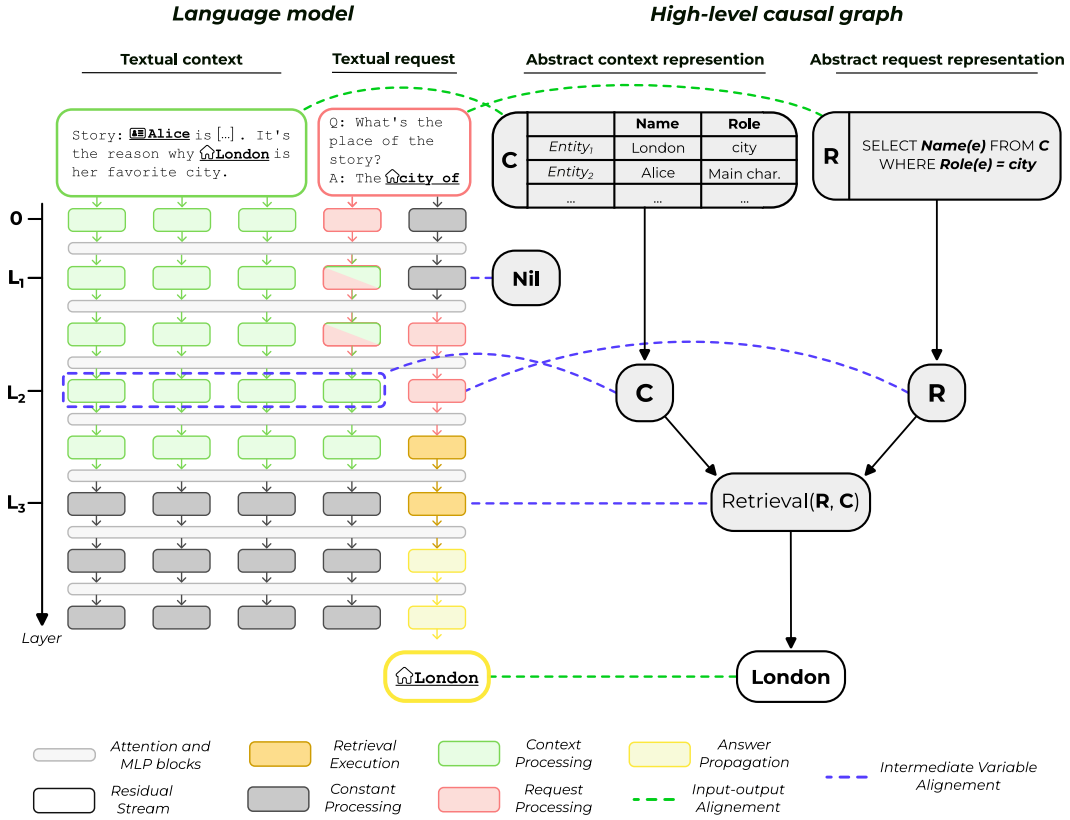 Language model
High-level causal graph
Textual context
Textual request
Abstract context represention
Abstract request representation
Story: Alice is […]. It's
the reason why London is
her favorite city.
Q: What's the
place of the
story?
A: The city of
C
Name Role
Entity₁ London city
Entity₂ Alice Main char.
... ... ...
R
SELECT Name(e) FROM C
WHERE Role(e) = city
0
L₁
Nil
L₂
C
R
L₃
Retrieval(R, C)
Layer
London
London
Attention and
MLP blocks
Retrieval
Execution
Context
Processing
Answer
Propagation
Intermediate Variable
Alignement
Residual
Stream
Constant
Processing
Request
Processing
Input-output
Alignement